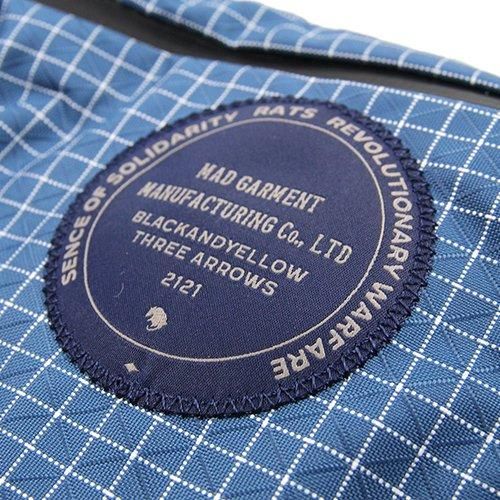 SENCE OF SOLIDARITY RATS REVOLUTIONARY WARFARE
MAD GARMENT
MANUFACTURING Co., LTD
BLACKANDYELLOW
THREE ARROWS
2121